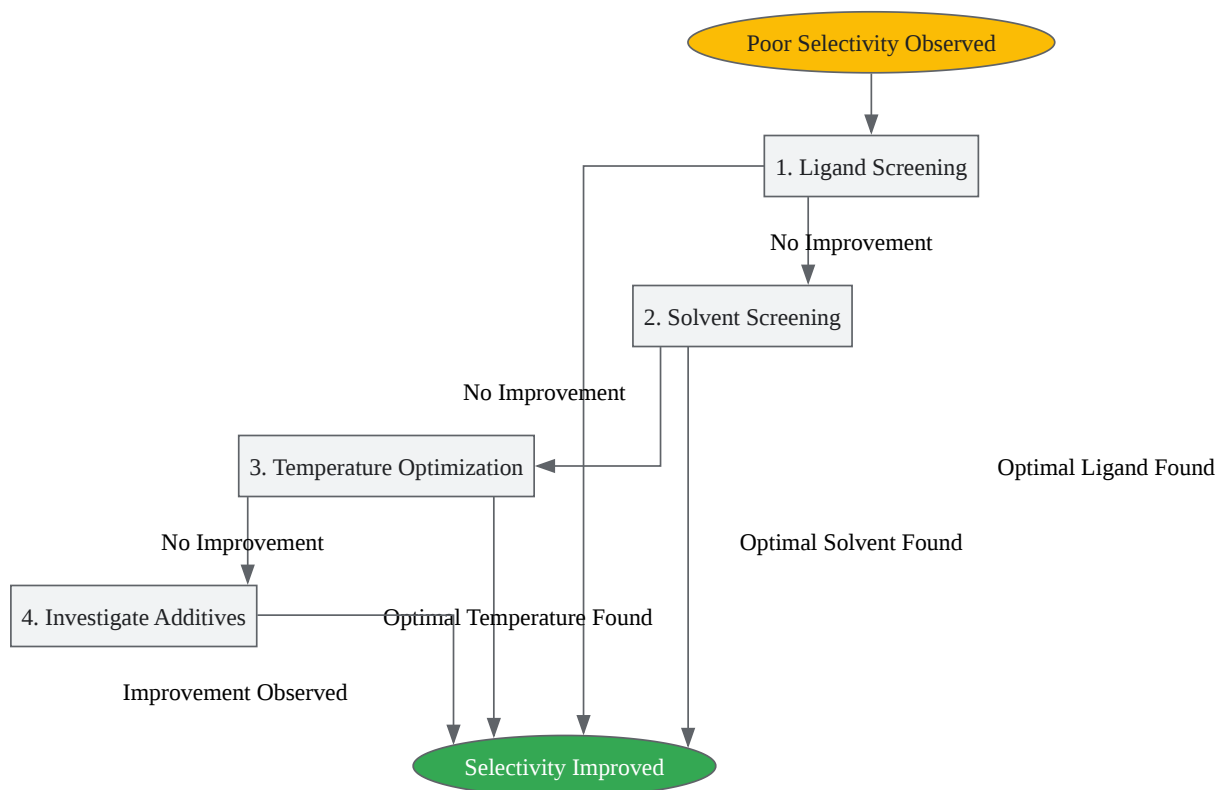 Poor Selectivity Observed
1. Ligand Screening
No Improvement
2. Solvent Screening
No Improvement
3. Temperature Optimization
Optimal Ligand Found
No Improvement
Optimal Solvent Found
4. Investigate Additives
Optimal Temperature Found
Improvement Observed
Selectivity Improved